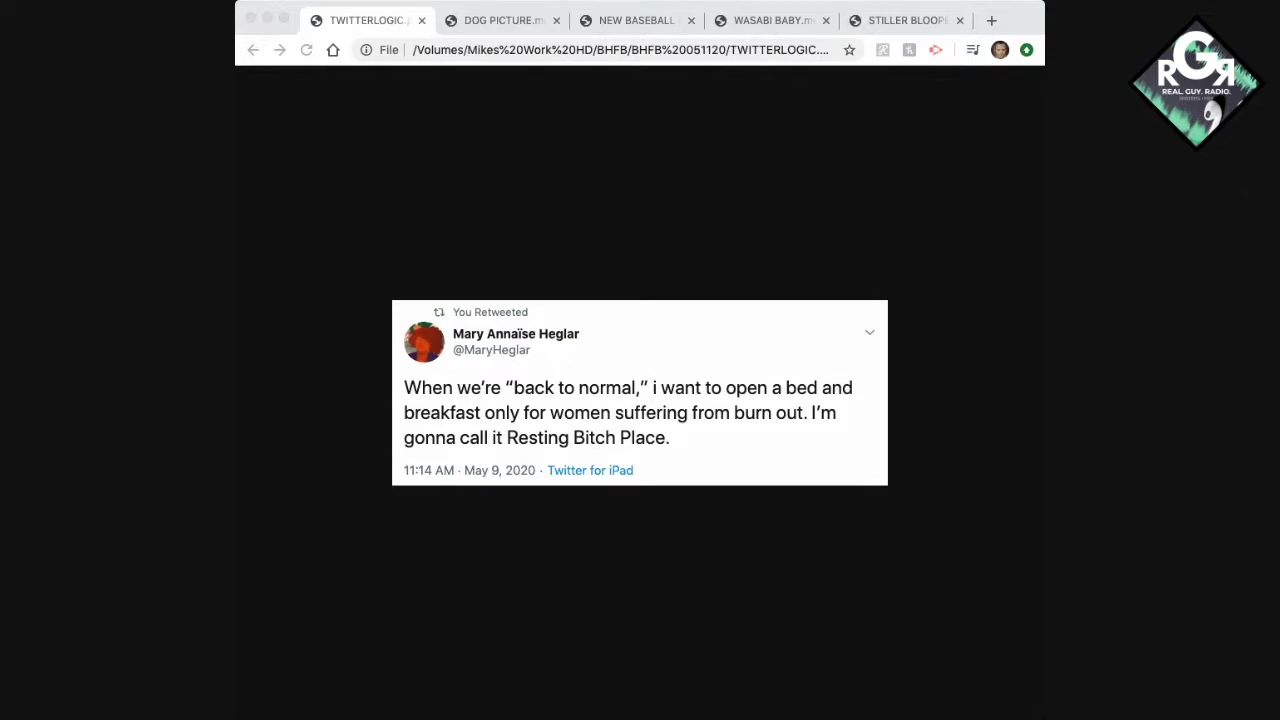 TWITTERLOGIC.p
DOG PICTURE.m
NEW BASEBALL
WASABI BABY.m
STILLER BLOOP
File
/Volumes/Mikes%20Work%20HD/BHFB/BHFB%20051120/TWITTERLOGIC....
RGR
REAL. GUY. RADIO.
You Retweeted
Mary Annaïse Heglar
@MaryHeglar
When we’re “back to normal,” i want to open a bed and
breakfast only for women suffering from burn out. I’m
gonna call it Resting Bitch Place.
11:14 AM · May 9, 2020 · Twitter for iPad